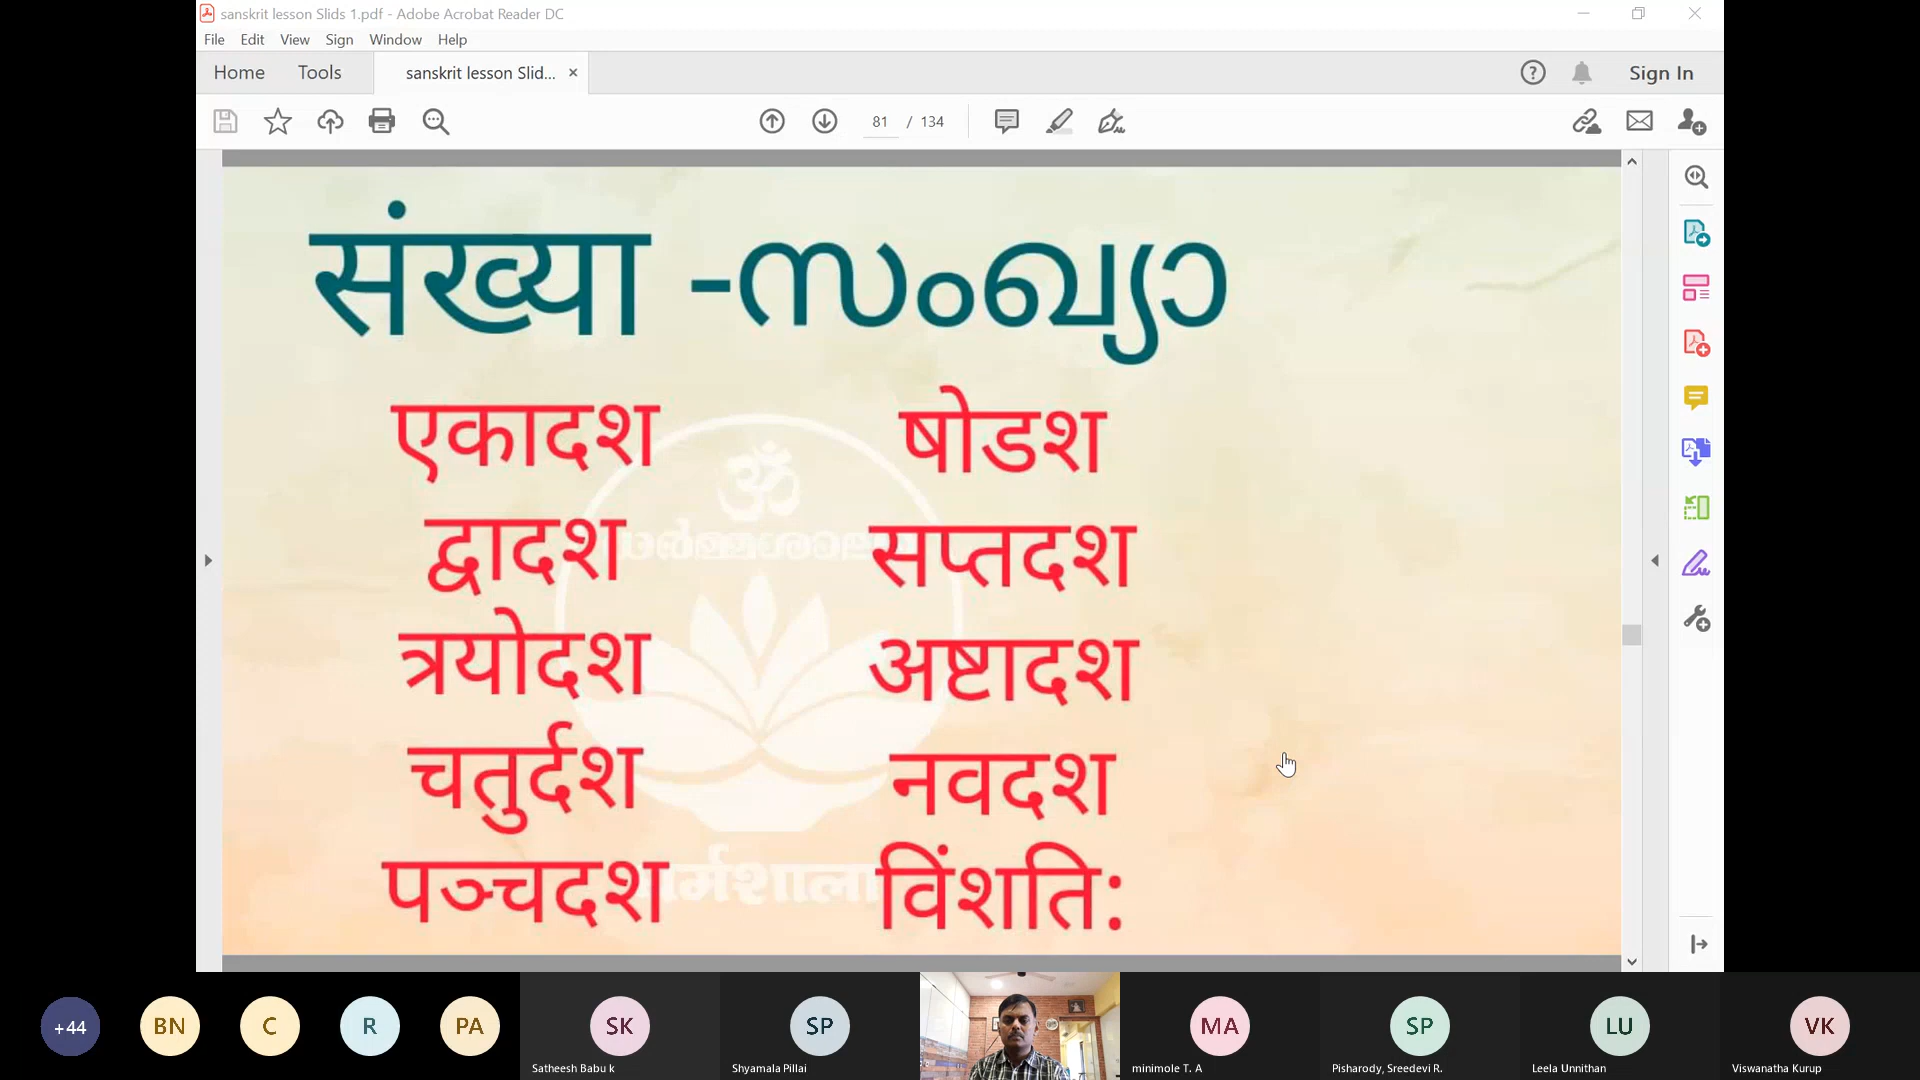 sanskrit lesson Slids 1.pdf - Adobe Acrobat Reader DC
File Edit View Sign Window Help
Home Tools sanskrit lesson Slid... ×
Sign In
81 / 134
संख्या -സംഖ്യാ
एकादश षोडश
द्वादश सप्तदश
त्रयोदश अष्टादश
चतुर्दश नवदश
पञ्चदश विंशति:
ॐ
धर्मशाला
+44 BN C R PA SK SP MA SP LU VK
Satheesh Babu k Shyamala Pillai minimole T. A Pisharody, Sreedevi R. Leela Unnithan Viswanatha Kurup